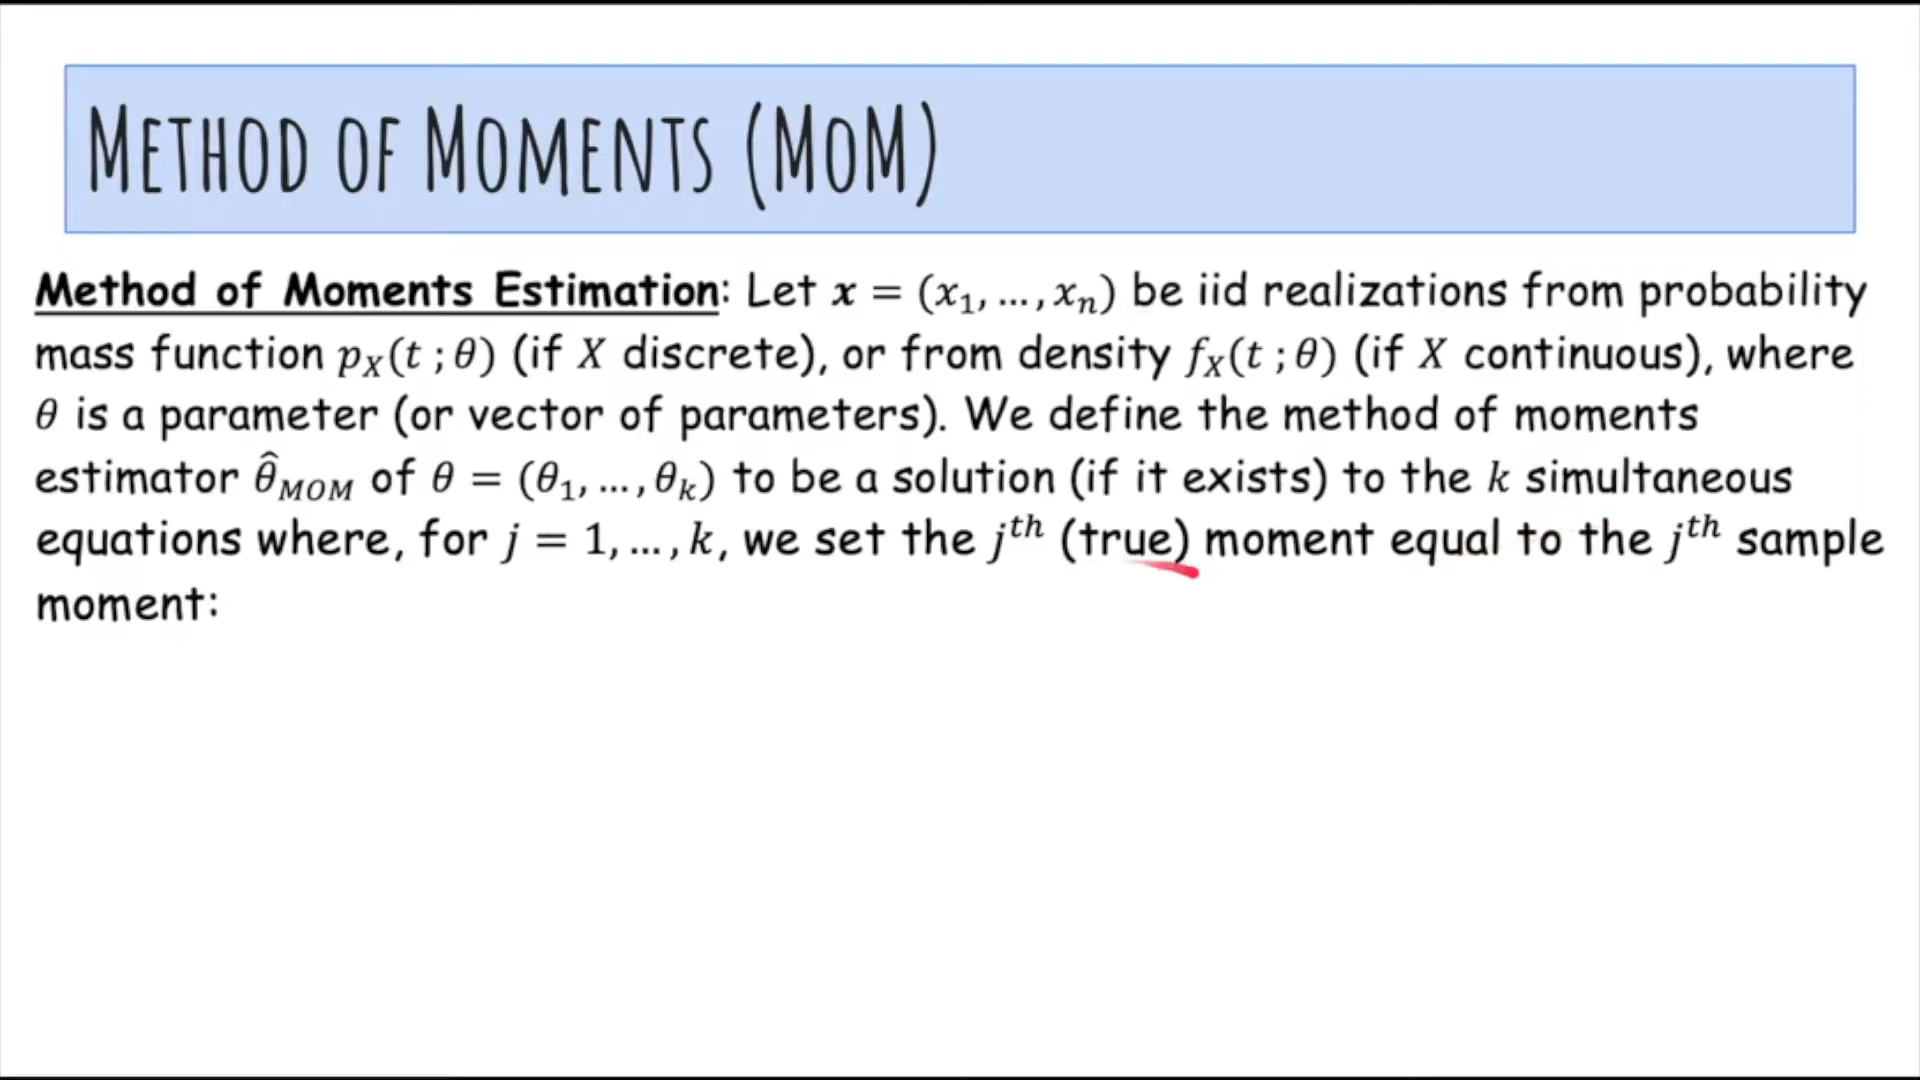 METHOD OF MOMENTS (MOM)
Method of Moments Estimation: Let 𝒙 = (x₁, … , xₙ) be iid realizations from probability
mass function p_X(t ; θ) (if X discrete), or from density f_X(t ; θ) (if X continuous), where
θ is a parameter (or vector of parameters). We define the method of moments
estimator θ̂_MOM of θ = (θ₁, … , θₖ) to be a solution (if it exists) to the k simultaneous
equations where, for j = 1, … , k, we set the jᵗʰ (true) moment equal to the jᵗʰ sample
moment: